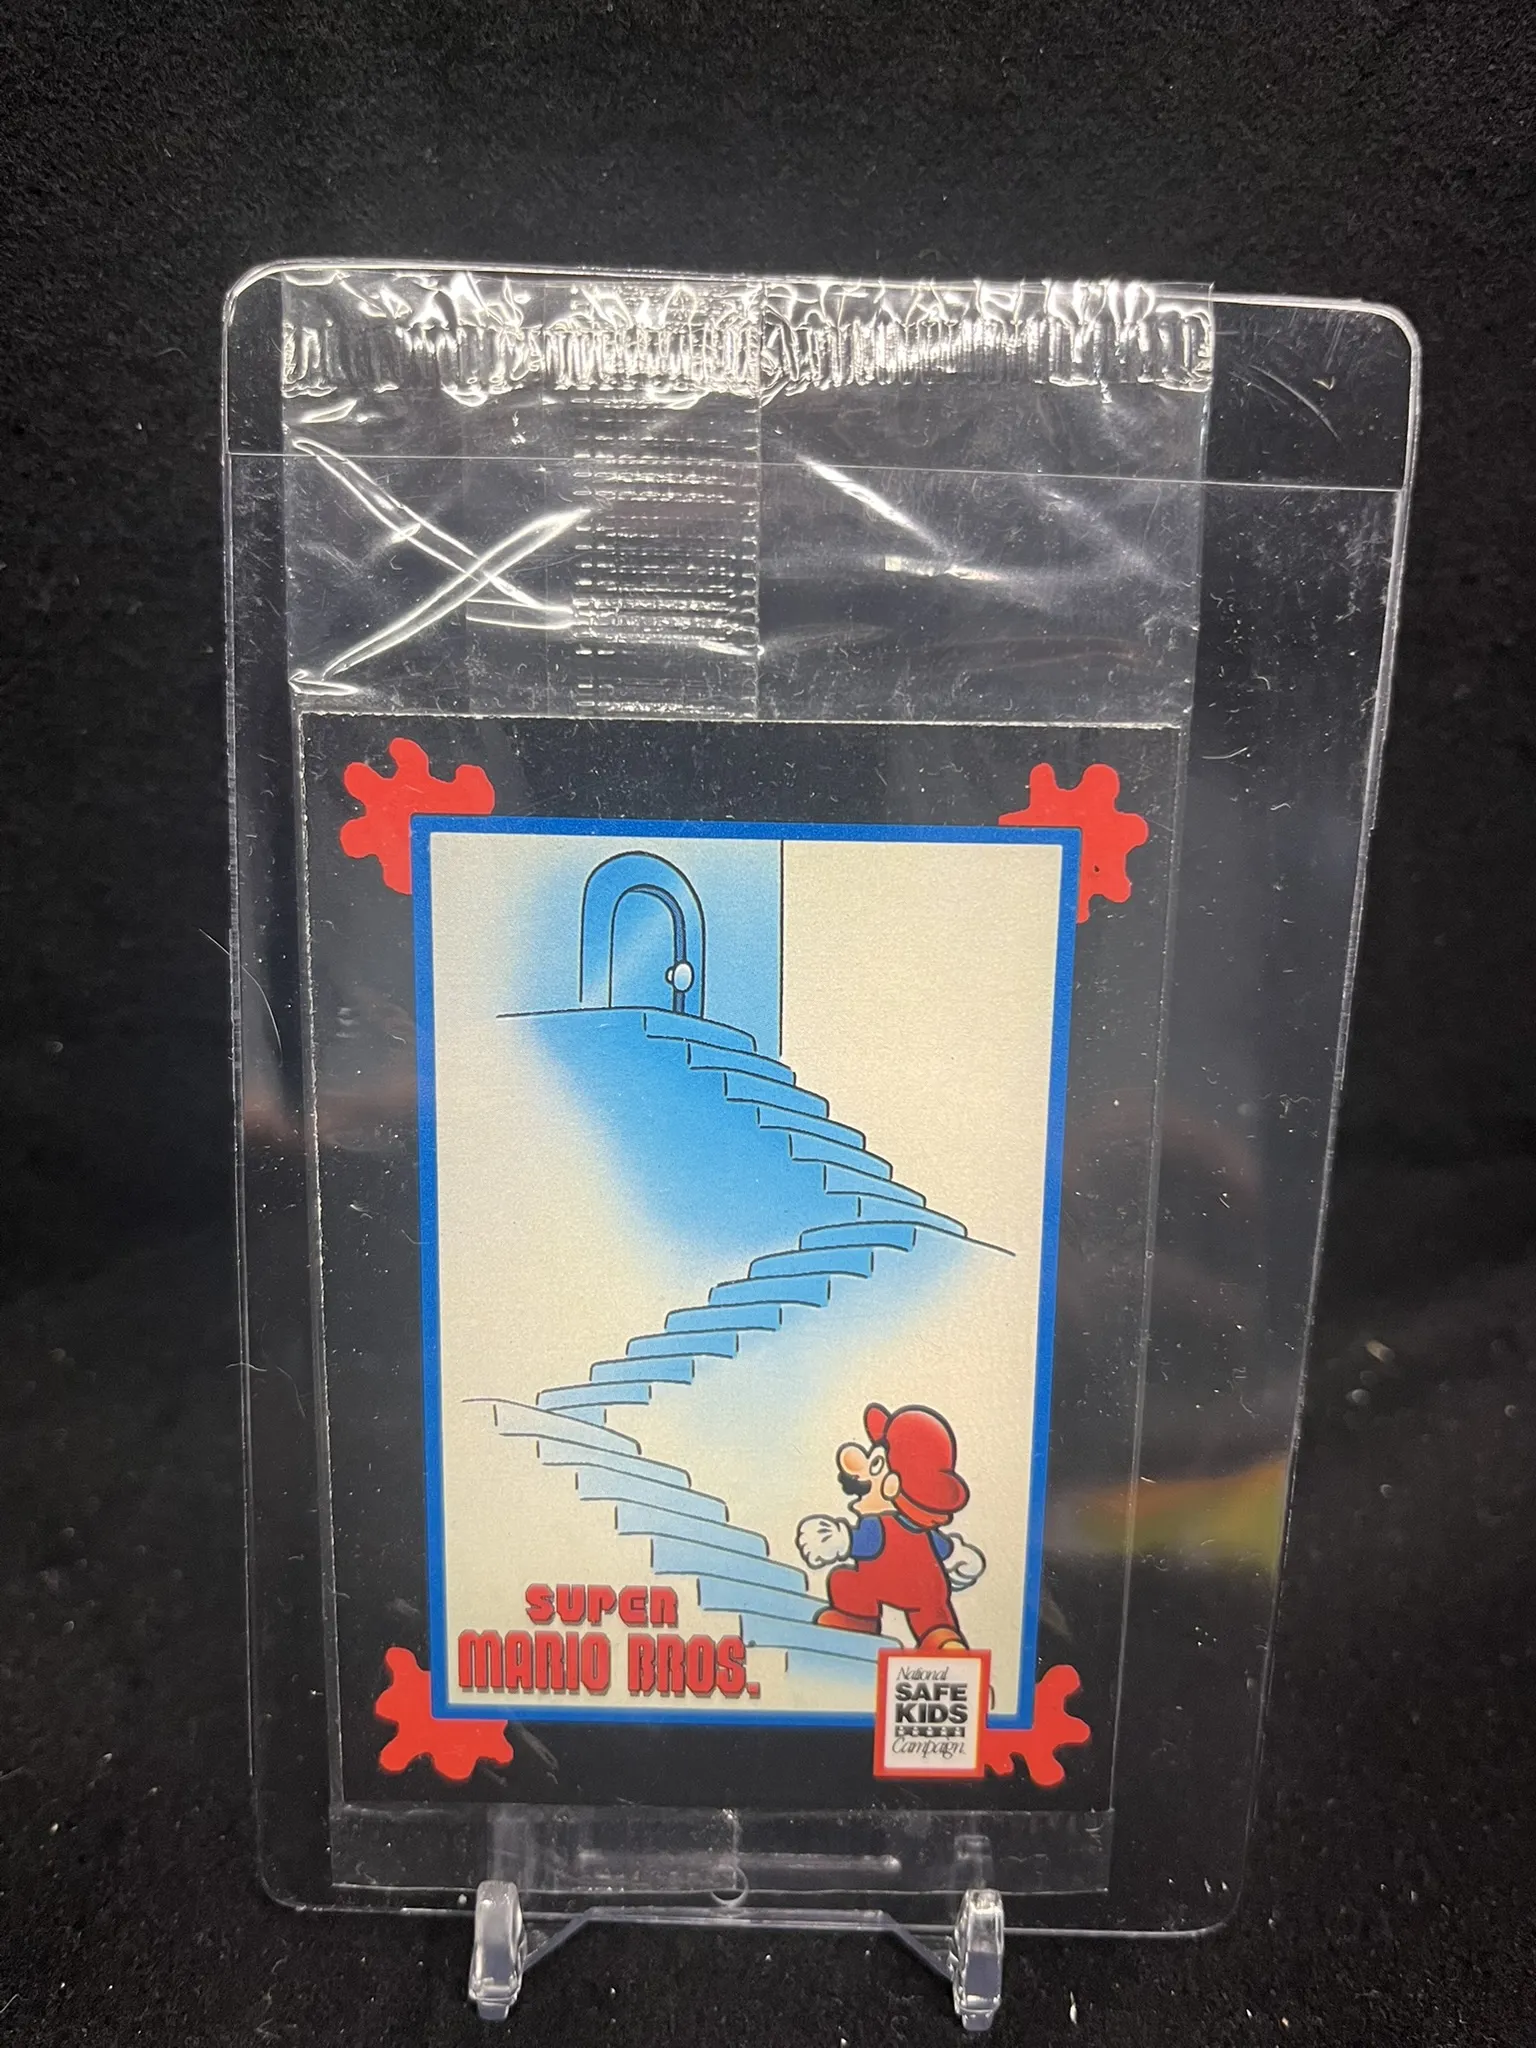 SUPER
MARIO BROS.
National
SAFE
KIDS
Campaign